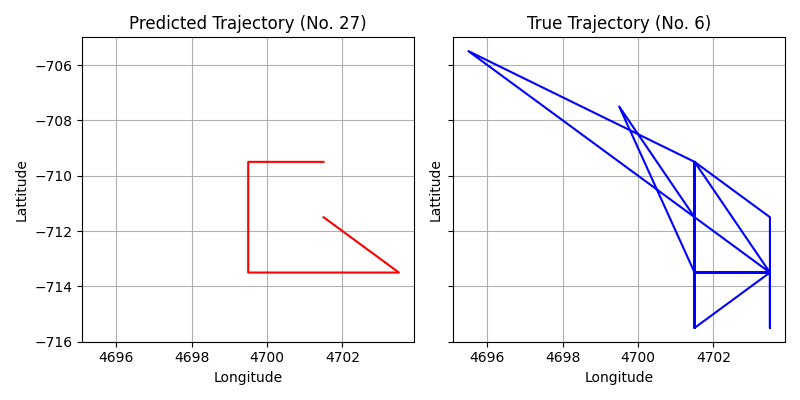 Predicted Trajectory (No. 27)
True Trajectory (No. 6)
−706
−708
−710
−712
−714
−716
Lattitude
4696
4698
4700
4702
Longitude
Lattitude
4696
4698
4700
4702
Longitude